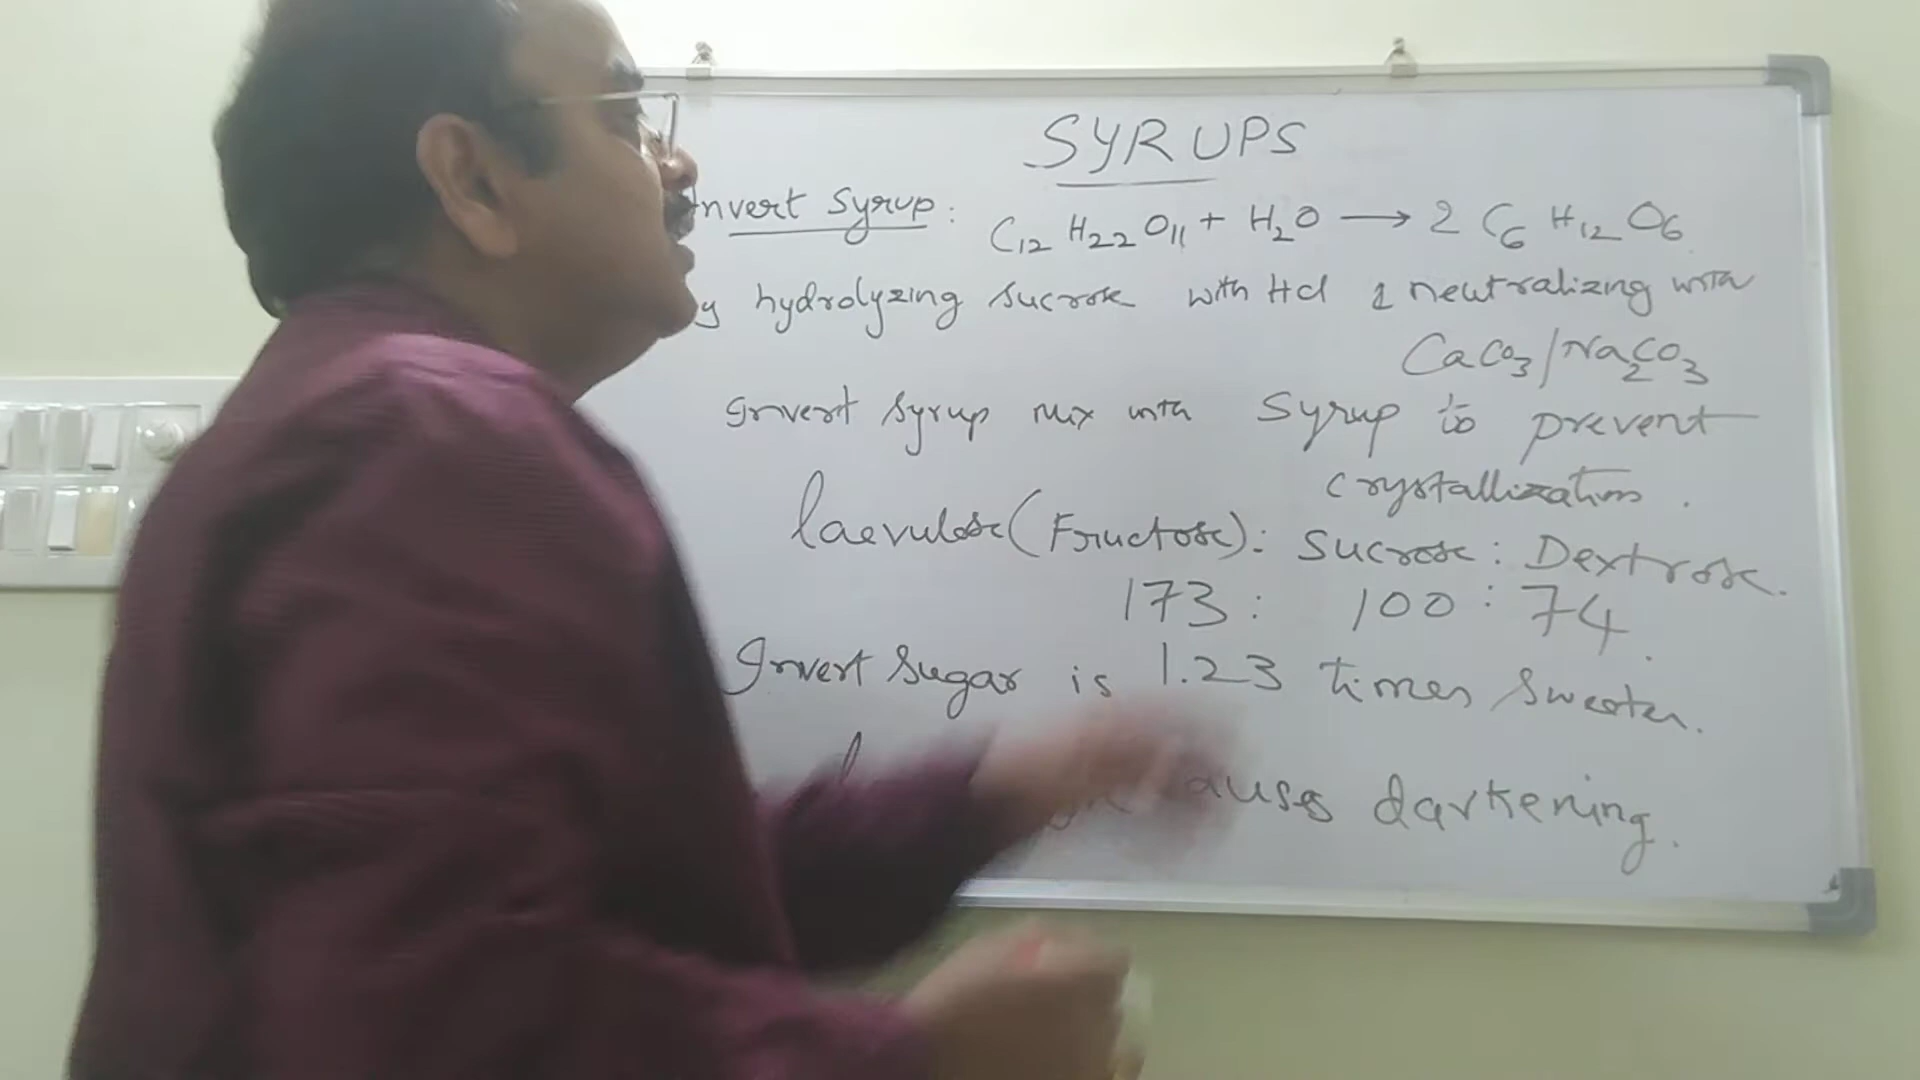 SYRUPS
Invert Syrup: C12 H22 O11 + H2O → 2 C6 H12 O6
hydrolyzing Sucrose with Hcl & neutralizing with
CaCO3/Na2CO3
Invert Syrup Mix with Syrup to prevent
crystallization.
laevulose (Fructose): Sucrose: Dextrose.
173: 100: 74.
Invert Sugar is 1.23 times Sweeter.
causes darkening.